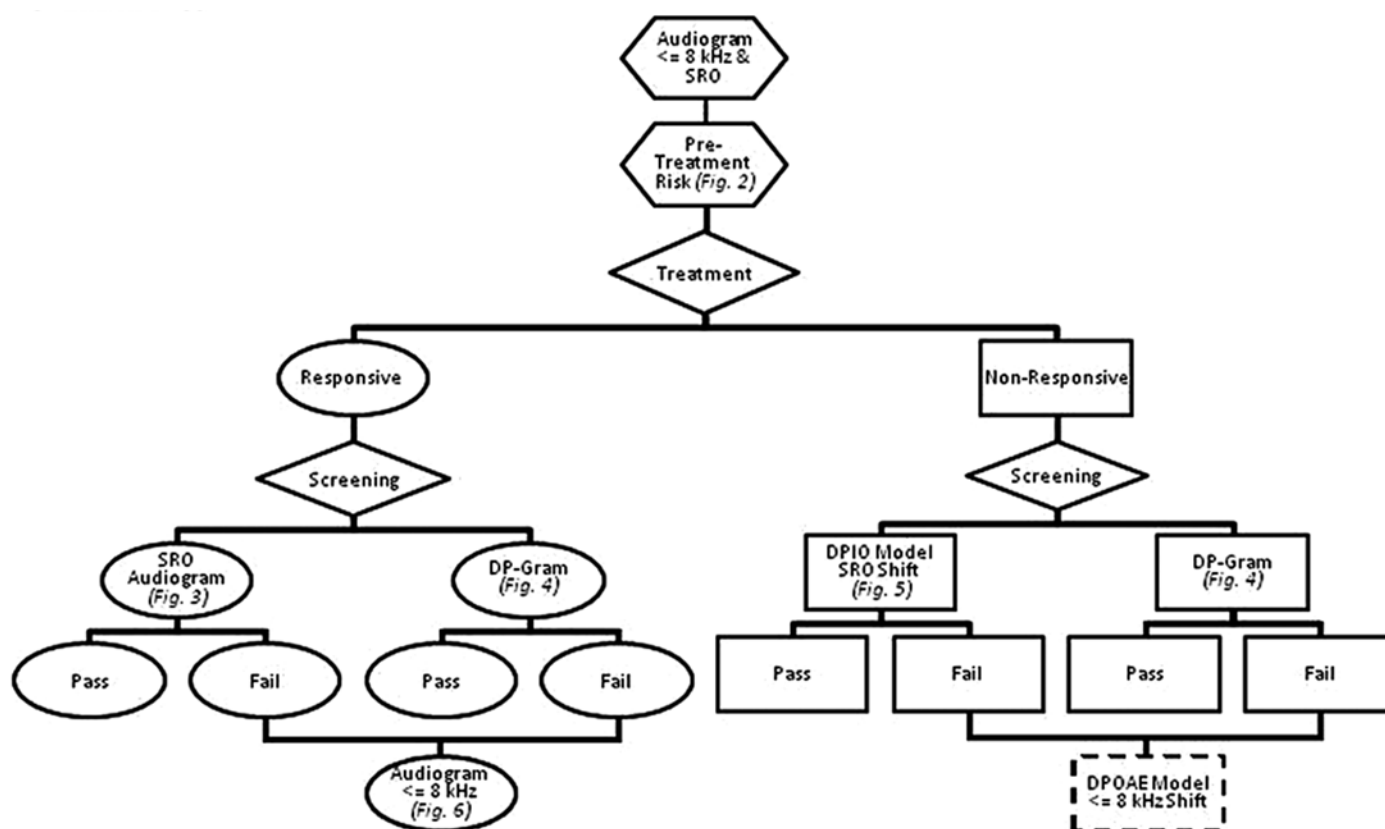 Audiogram
<= 8 kHz &
SRO
Pre-
Treatment
Risk (Fig. 2)
Treatment
Responsive
Non-Responsive
Screening
Screening
SRO
Audiogram
(Fig. 3)
DP-Gram
(Fig. 4)
DPIO Model
SRO Shift
(Fig. 5)
DP-Gram
(Fig. 4)
Pass
Fail
Pass
Fail
Pass
Fail
Pass
Fail
Audiogram
<= 8 kHz
(Fig. 6)
DPOAE Model
<= 8 kHz Shift